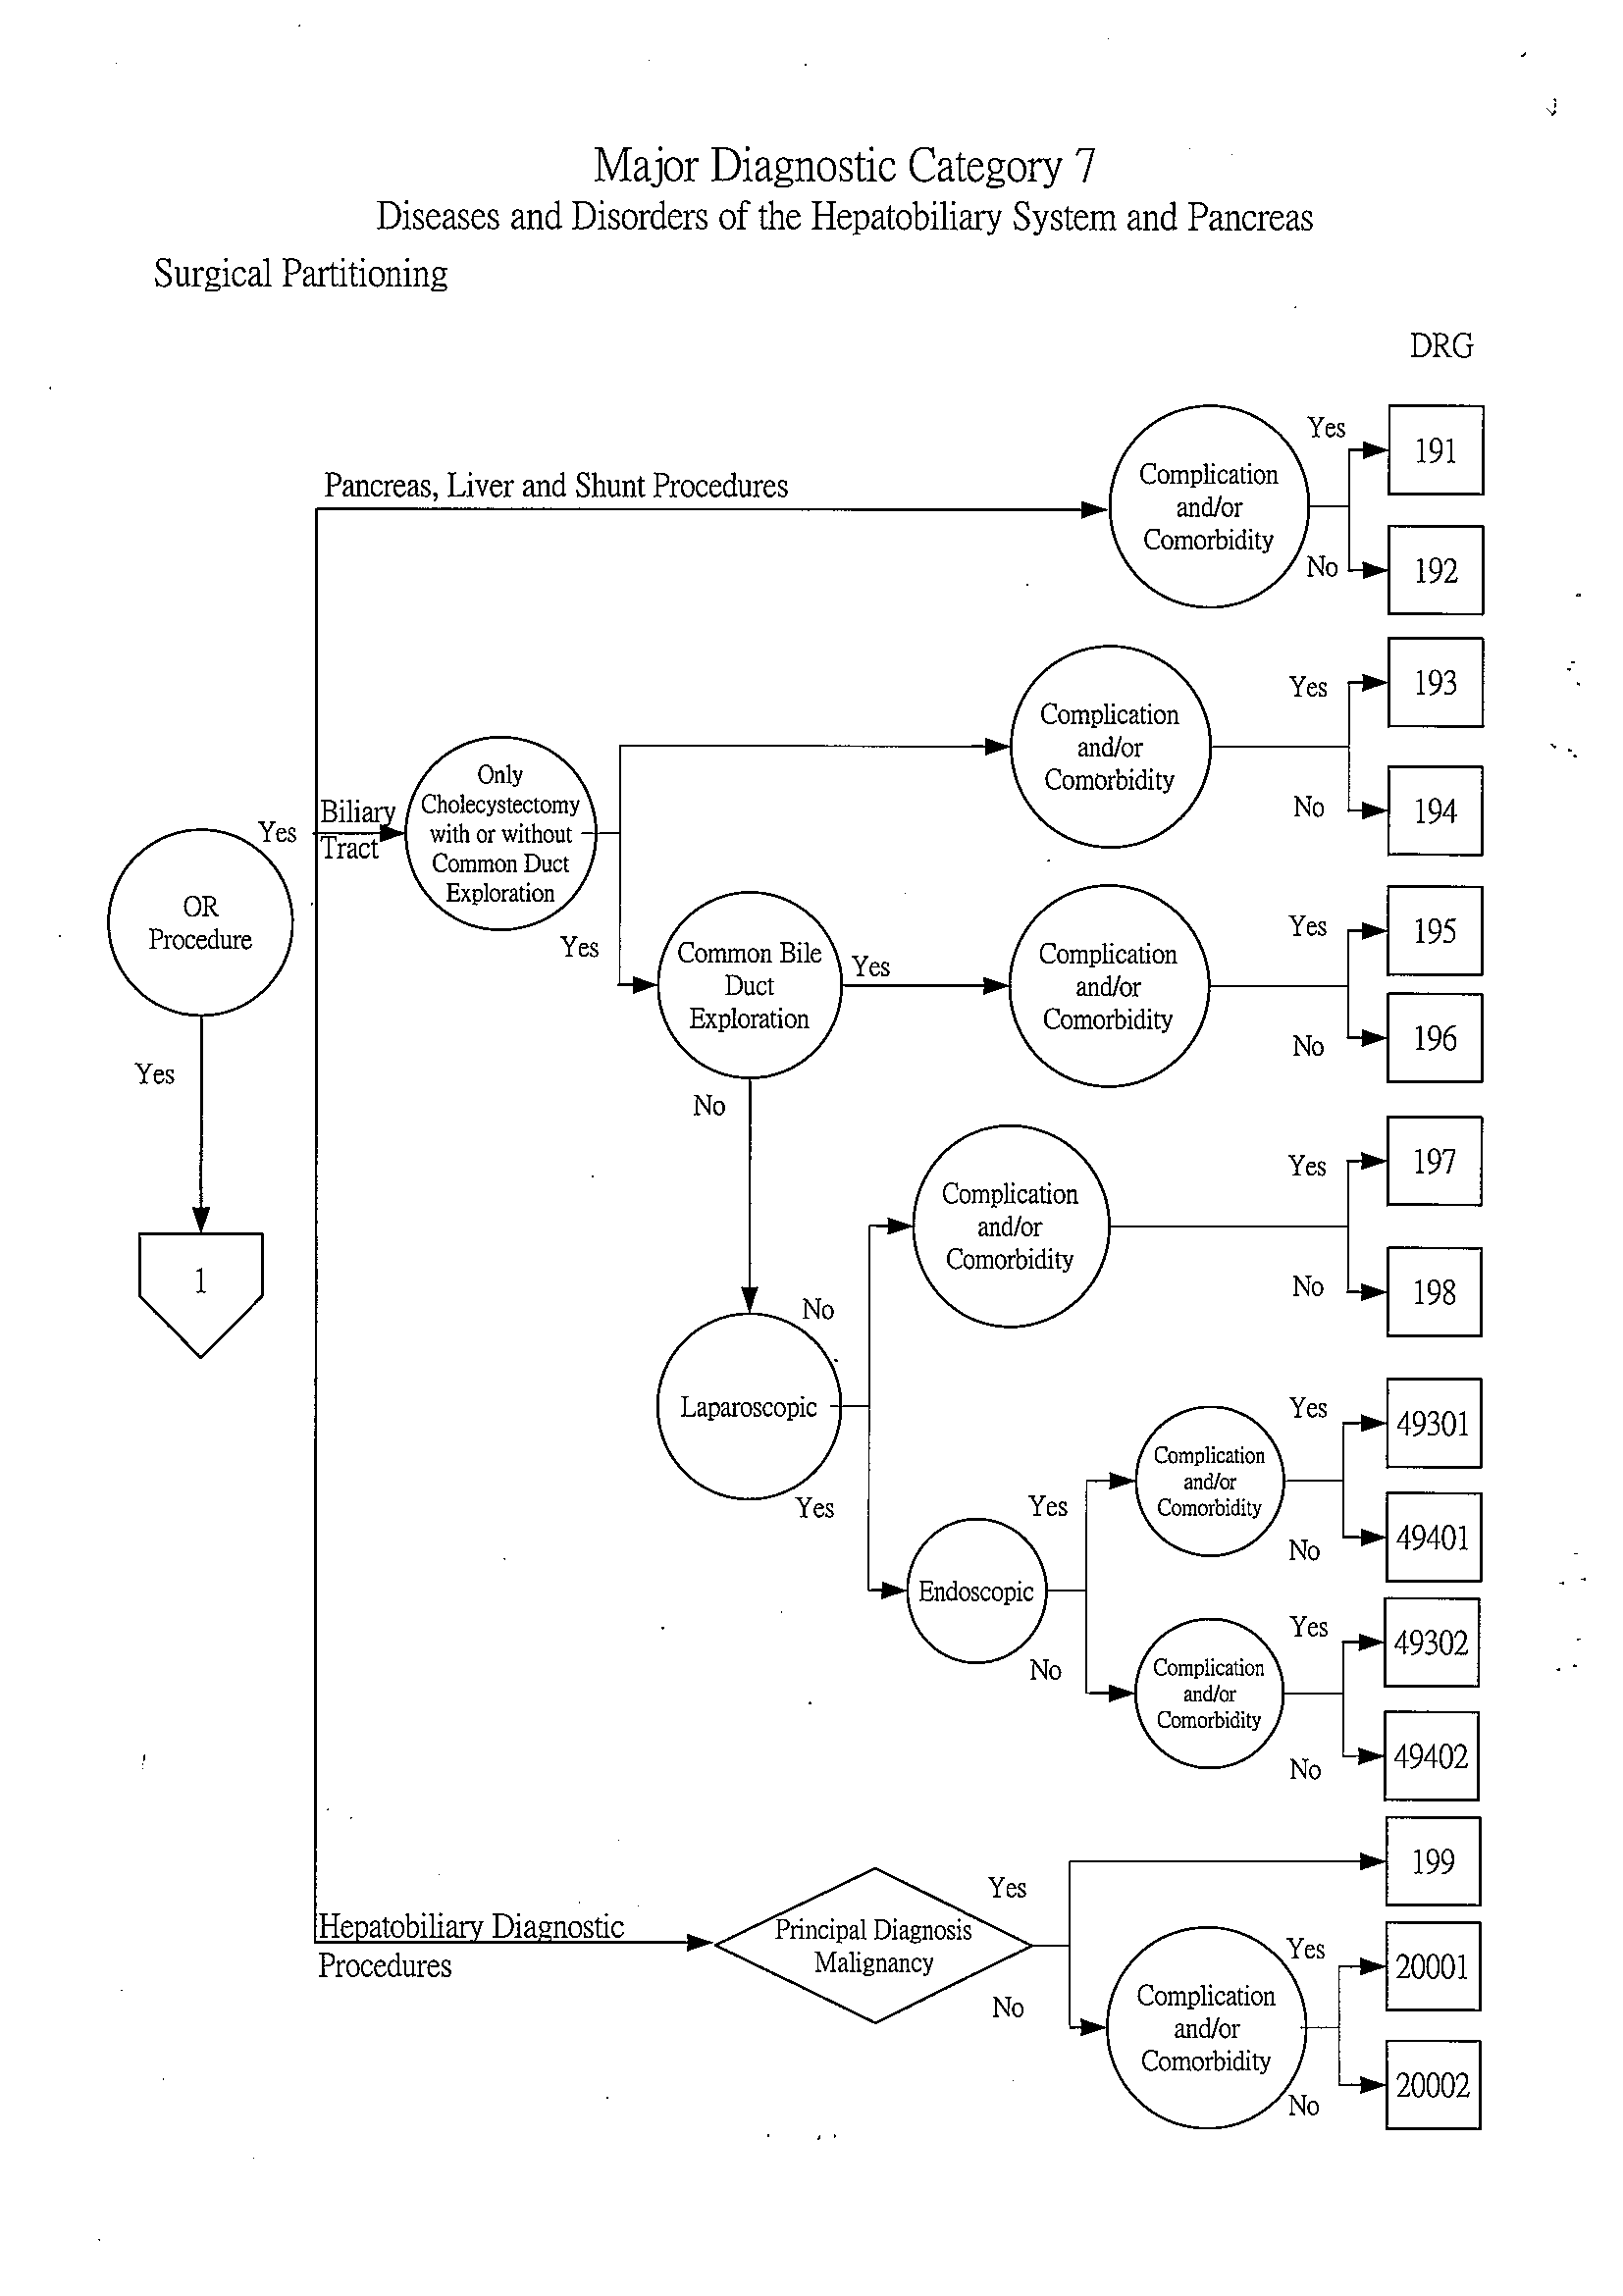 Major Diagnostic Category 7
Diseases and Disorders of the Hepatobiliary System and Pancreas
Surgical Partitioning
DRG
Pancreas, Liver and Shunt Procedures
Complication
and/or
Comorbidity
Yes
191
No
192
Yes
Biliary
Tract
Only
Cholecystectomy
with or without
Common Duct
Exploration
Complication
and/or
Comorbidity
Yes
193
No
194
OR
Procedure
Yes
Common Bile
Duct
Exploration
Yes
Complication
and/or
Comorbidity
Yes
195
No
196
Yes
1
No
Complication
and/or
Comorbidity
Yes
197
No
198
No
Laparoscopic
Yes
Endoscopic
Yes
Complication
and/or
Comorbidity
Yes
49301
No
49401
No
Complication
and/or
Comorbidity
Yes
49302
No
49402
Hepatobiliary Diagnostic
Procedures
Principal Diagnosis
Malignancy
Yes
199
No
Complication
and/or
Comorbidity
Yes
20001
No
20002